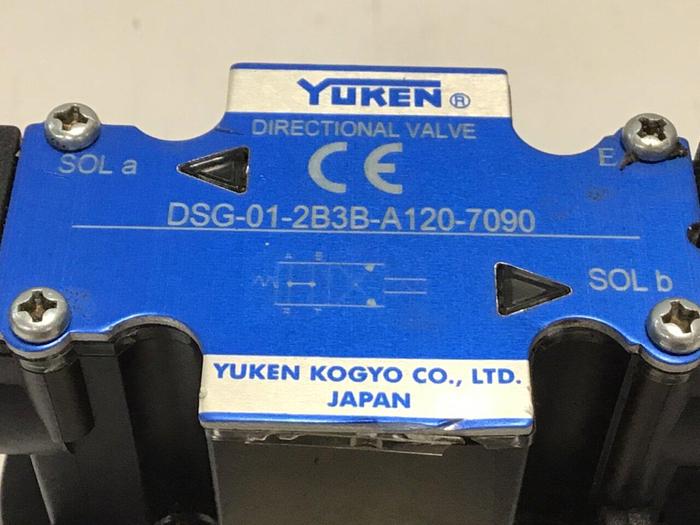 YUKEN ®
DIRECTIONAL VALVE
SOL a
E
CE
DSG-01-2B3B-A120-7090
A B
P T
SOL b
YUKEN KOGYO CO., LTD.
JAPAN